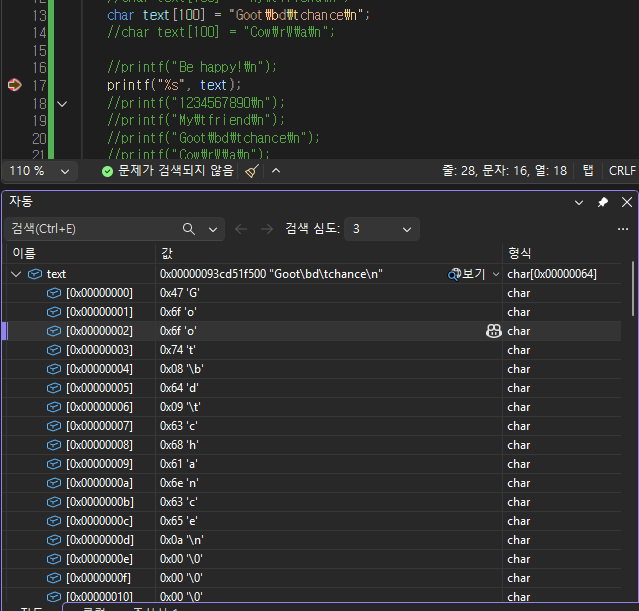 13 char text[100] = "Goot₩bd₩tchance₩n";
14 //char text[100] = "Cow₩r₩₩a₩n";
15
16 //printf("Be happy!₩n");
17 printf("%s", text);
18 //printf("1234567890₩n");
19 //printf("My₩tfriend₩n");
20 //printf("Goot₩bd₩tchance₩n");
21 //printf("Cow₩r₩₩a₩n");
110 % 문제가 검색되지 않음 줄: 28, 문자: 16, 열: 18 탭 CRLF
자동
검색(Ctrl+E) 검색 심도: 3
이름 값 형식
text 0x00000093cd51f500 "Goot\bd\tchance\n" 보기 char[0x00000064]
[0x00000000] 0x47 'G' char
[0x00000001] 0x6f 'o' char
[0x00000002] 0x6f 'o' char
[0x00000003] 0x74 't' char
[0x00000004] 0x08 '\b' char
[0x00000005] 0x64 'd' char
[0x00000006] 0x09 '\t' char
[0x00000007] 0x63 'c' char
[0x00000008] 0x68 'h' char
[0x00000009] 0x61 'a' char
[0x0000000a] 0x6e 'n' char
[0x0000000b] 0x63 'c' char
[0x0000000c] 0x65 'e' char
[0x0000000d] 0x0a '\n' char
[0x0000000e] 0x00 '\0' char
[0x0000000f] 0x00 '\0' char
[0x00000010] 0x00 '\0' char